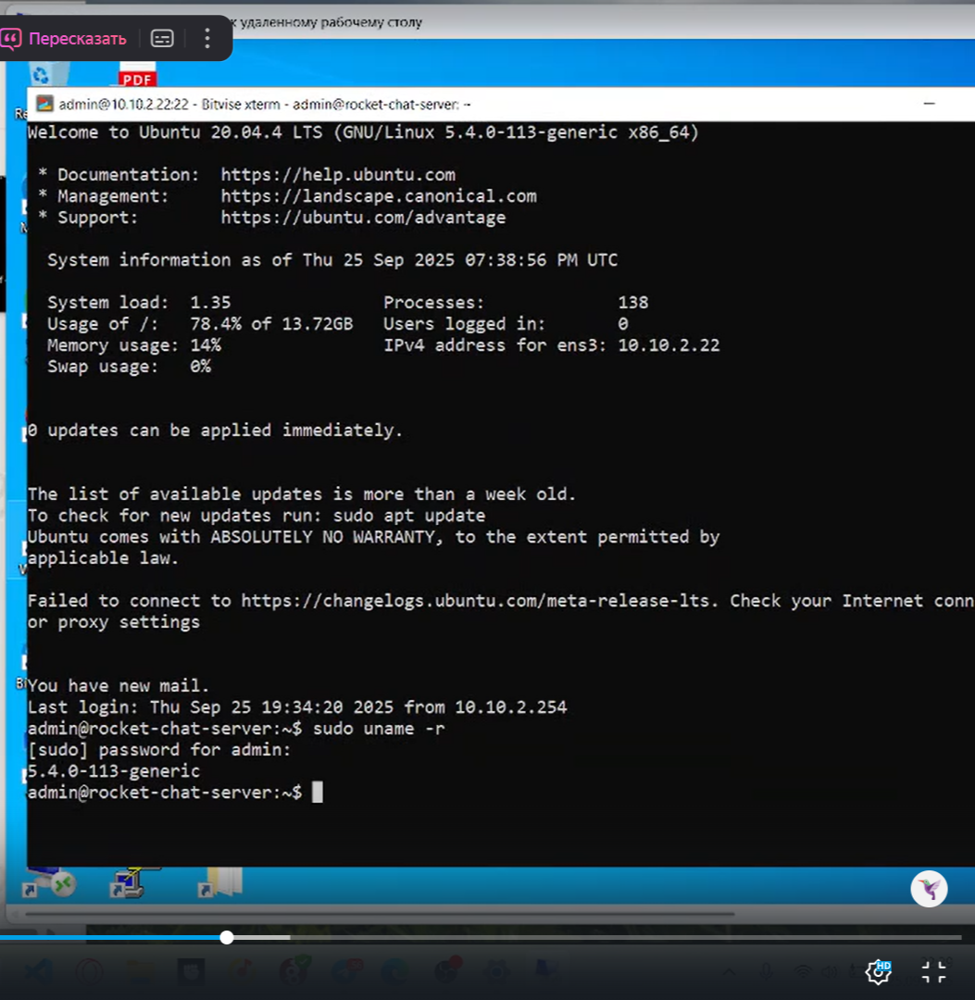 к удаленному рабочему столу
Пересказать
PDF
admin@10.10.2.22:22 - Bitvise xterm - admin@rocket-chat-server: ~
Welcome to Ubuntu 20.04.4 LTS (GNU/Linux 5.4.0-113-generic x86_64)
* Documentation: https://help.ubuntu.com
* Management: https://landscape.canonical.com
* Support: https://ubuntu.com/advantage
System information as of Thu 25 Sep 2025 07:38:56 PM UTC
System load: 1.35 Processes: 138
Usage of /: 78.4% of 13.72GB Users logged in: 0
Memory usage: 14% IPv4 address for ens3: 10.10.2.22
Swap usage: 0%
0 updates can be applied immediately.
The list of available updates is more than a week old.
To check for new updates run: sudo apt update
Ubuntu comes with ABSOLUTELY NO WARRANTY, to the extent permitted by
applicable law.
Failed to connect to https://changelogs.ubuntu.com/meta-release-lts. Check your Internet conn
or proxy settings
You have new mail.
Last login: Thu Sep 25 19:34:20 2025 from 10.10.2.254
admin@rocket-chat-server:~$ sudo uname -r
[sudo] password for admin:
5.4.0-113-generic
admin@rocket-chat-server:~$
HD